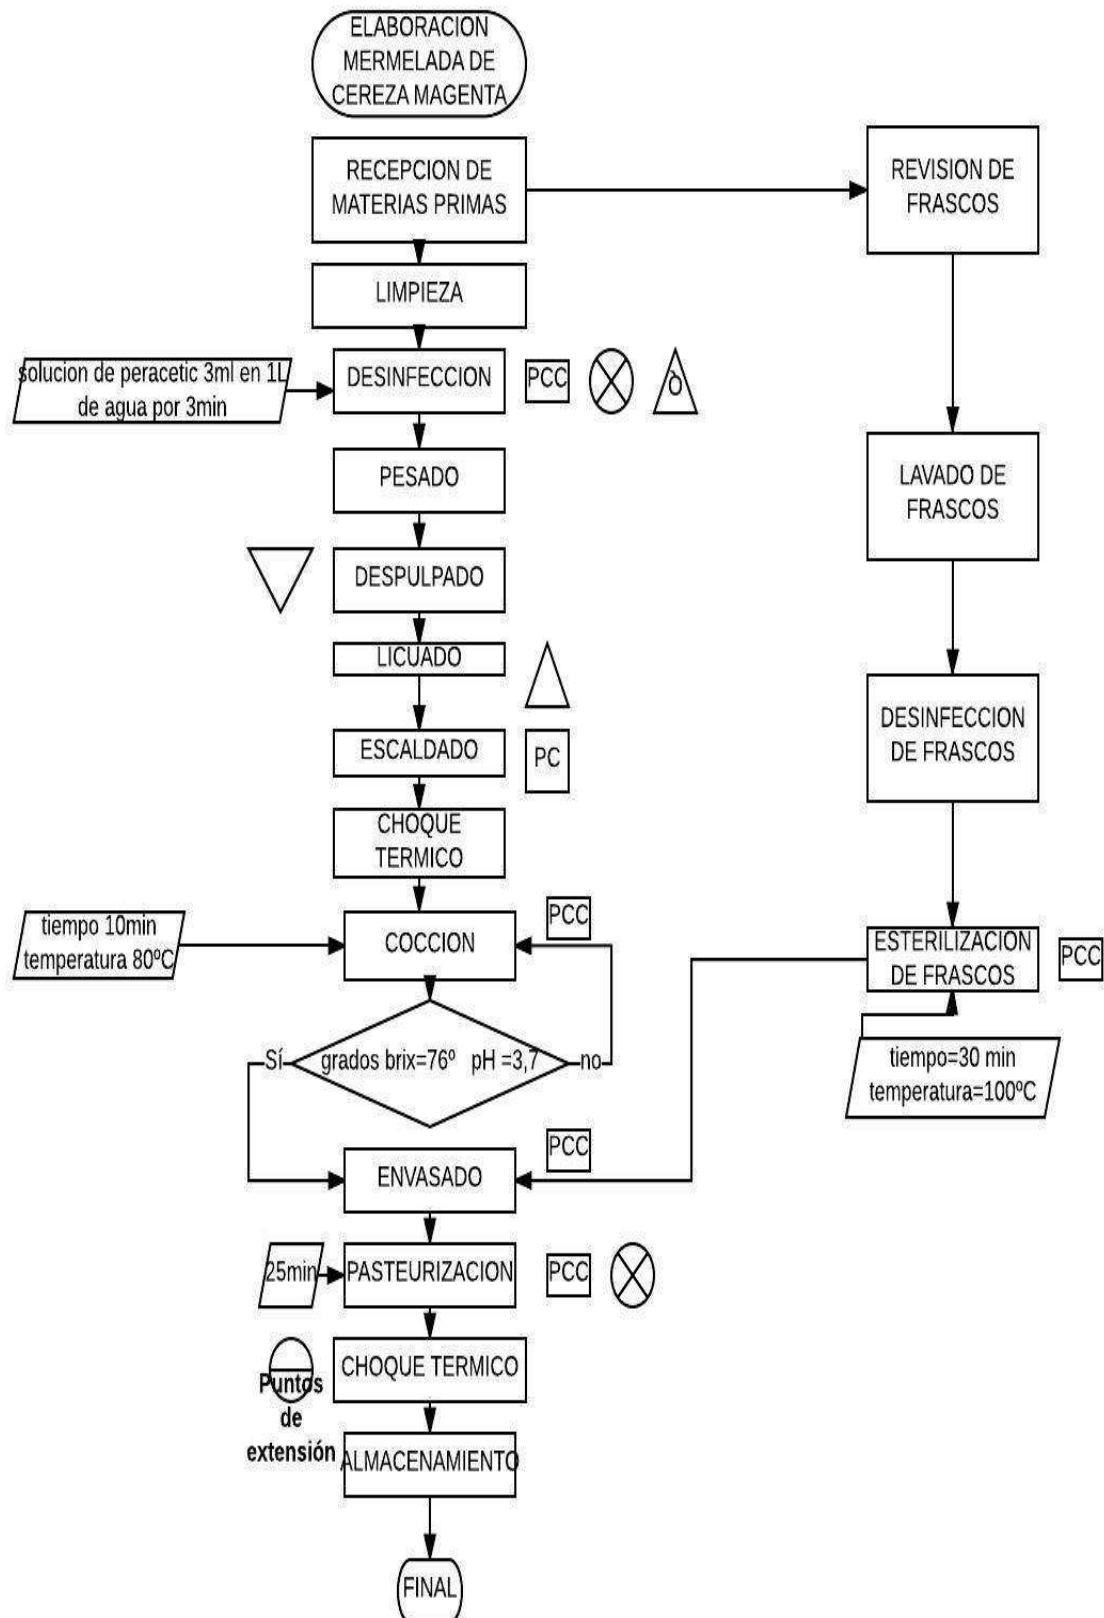 ELABORACION
MERMELADA DE
CEREZA MAGENTA
RECEPCION DE
MATERIAS PRIMAS
REVISION DE
FRASCOS
LIMPIEZA
solucion de peracetic 3ml en 1L
de agua por 3min
DESINFECCION
PCC
Q
PESADO
LAVADO DE
FRASCOS
DESPULPADO
LICUADO
ESCALDADO
PC
DESINFECCION
DE FRASCOS
CHOQUE
TERMICO
tiempo 10min
temperatura 80ºC
COCCION
PCC
ESTERILIZACION
DE FRASCOS
PCC
Sí
grados brix=76º pH =3,7
no
tiempo=30 min
temperatura=100ºC
ENVASADO
PCC
25min
PASTEURIZACION
PCC
CHOQUE TERMICO
Puntos
de
extensión
ALMACENAMIENTO
FINAL